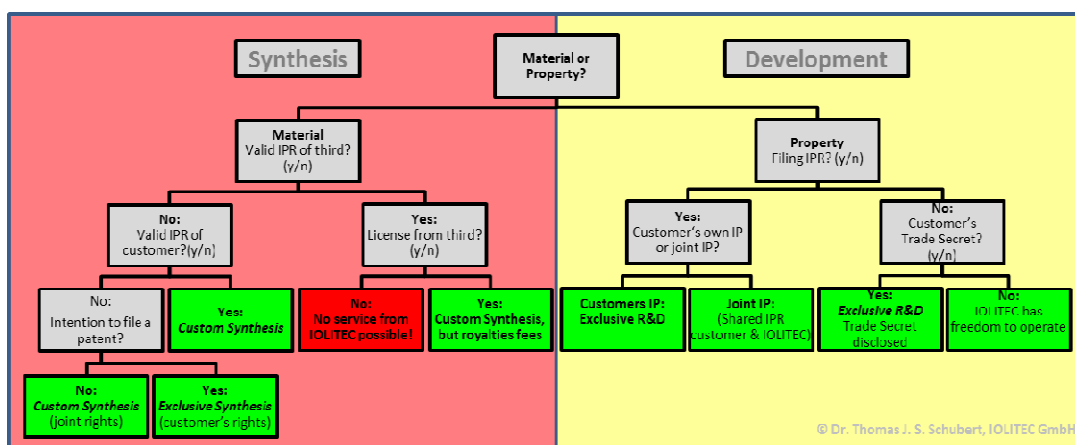 Synthesis
Material or
Property?
Development
Material
Valid IPR of third?
(y/n)
Property
Filing IPR? (y/n)
No:
Valid IPR of
customer?(y/n)
Yes:
License from third?
(y/n)
Yes:
Customer's own IP
or joint IP?
No:
Customer's
Trade Secret?
(y/n)
No:
Intention to file a
patent?
Yes:
Custom Synthesis
No:
No service from
IOLITEC possible!
Yes:
Custom Synthesis,
but royalties fees
Customers IP:
Exclusive R&D
Joint IP:
(Shared IPR
customer & IOLITEC)
Yes:
Exclusive R&D
Trade Secret
disclosed
No:
IOLITEC has
freedom to operate
No:
Custom Synthesis
(joint rights)
Yes:
Exclusive Synthesis
(customer's rights)
© Dr. Thomas J. S. Schubert, IOLITEC GmbH